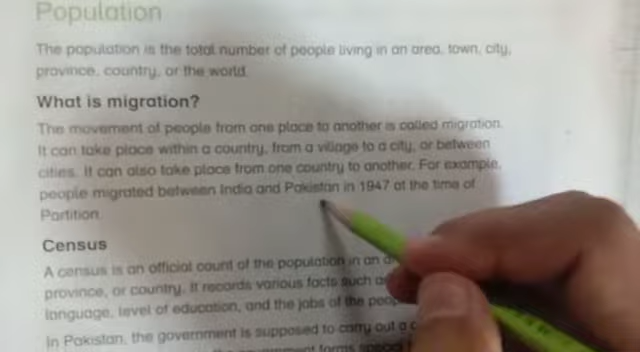 Population
The population is the total number of people living in an area, town, city,
province, country, or the world.
What is migration?
The movement of people from one place to another is called migration.
It can take place within a country, from a village to a city, or between
cities. It can also take place from one country to another. For example,
people migrated between India and Pakistan in 1947 at the time of
Partition.
Census
A census is an official count of the population in an
province, or country. It records various facts such as
language, level of education, and the jobs of the
In Pakistan, the government is supposed to carry out a
government forms special